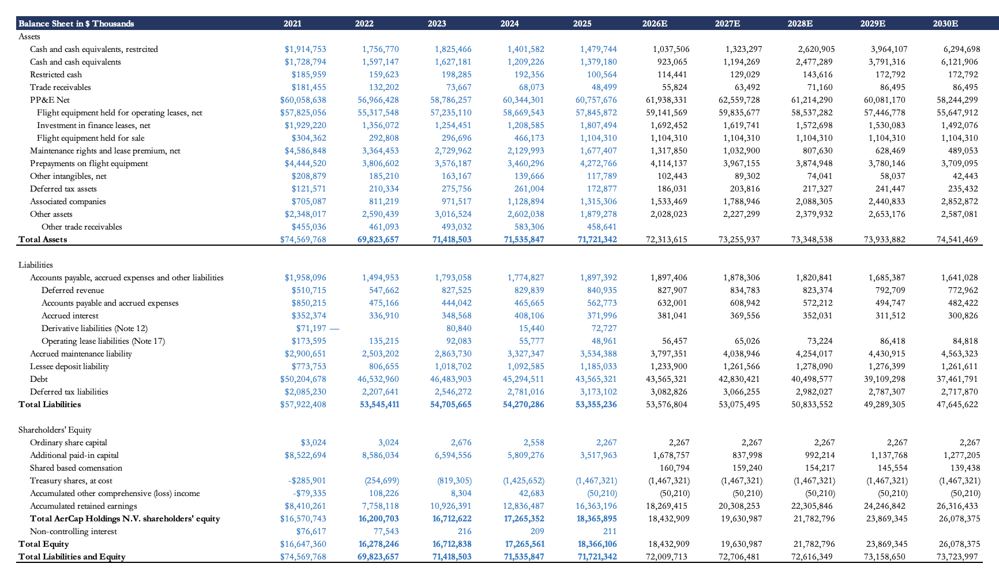 Balance Sheet in $ Thousands 2021 2022 2023 2024 2025 2026E 2027E 2028E 2029E 2030E
Assets
Cash and cash equivalents, restrcited $1,914,753 1,756,770 1,825,466 1,401,582 1,479,744 1,037,506 1,323,297 2,620,905 3,964,107 6,294,698
Cash and cash equivalents $1,728,794 1,597,147 1,627,181 1,209,226 1,379,180 923,065 1,194,269 2,477,289 3,791,316 6,121,906
Restricted cash $185,959 159,623 198,285 192,356 100,564 114,441 129,029 143,616 172,792 172,792
Trade receivables $181,455 132,202 73,667 68,073 48,499 55,824 63,492 71,160 86,495 86,495
PP&E Net $60,058,638 56,966,428 58,786,257 60,344,301 60,757,676 61,938,331 62,559,728 61,214,290 60,081,170 58,244,299
Flight equipment held for operating leases, net $57,825,056 55,317,548 57,235,110 58,669,543 57,845,872 59,141,569 59,835,677 58,537,282 57,446,778 55,647,912
Investment in finance leases, net $1,929,220 1,356,072 1,254,451 1,208,585 1,807,494 1,692,452 1,619,741 1,572,698 1,530,083 1,492,076
Flight equipment held for sale $304,362 292,808 296,696 466,173 1,104,310 1,104,310 1,104,310 1,104,310 1,104,310 1,104,310
Maintenance rights and lease premium, net $4,586,848 3,364,453 2,729,962 2,129,993 1,677,407 1,317,850 1,032,900 807,630 628,469 489,053
Prepayments on flight equipment $4,444,520 3,806,602 3,576,187 3,460,296 4,272,766 4,114,137 3,967,155 3,874,948 3,780,146 3,709,095
Other intangibles, net $208,879 185,210 163,167 139,666 117,789 102,443 89,302 74,041 58,037 42,443
Deferred tax assets $121,571 210,334 275,756 261,004 172,877 186,031 203,816 217,327 241,447 235,432
Associated companies $705,087 811,219 971,517 1,128,894 1,315,306 1,533,469 1,788,946 2,088,305 2,440,833 2,852,872
Other assets $2,348,017 2,590,439 3,016,524 2,602,038 1,879,278 2,028,023 2,227,299 2,379,932 2,653,176 2,587,081
Other trade receivables $455,036 461,093 493,032 583,306 458,641
Total Assets $74,569,768 69,823,657 71,418,503 71,535,847 71,721,342 72,313,615 73,255,937 73,348,538 73,933,882 74,541,469
Liabilities
Accounts payable, accrued expenses and other liabilities $1,958,096 1,494,953 1,793,058 1,774,827 1,897,392 1,897,406 1,878,306 1,820,841 1,685,387 1,641,028
Deferred revenue $510,715 547,662 827,525 829,839 840,935 827,907 834,783 823,374 792,709 772,962
Accounts payable and accrued expenses $850,215 475,166 444,042 465,665 562,773 632,001 608,942 572,212 494,747 482,422
Accrued interest $352,374 336,910 348,568 408,106 371,996 381,041 369,556 352,031 311,512 300,826
Derivative liabilities (Note 12) $71,197 — 80,840 15,440 72,727
Operating lease liabilities (Note 17) $173,595 135,215 92,083 55,777 48,961 56,457 65,026 73,224 86,418 84,818
Accrued maintenance liability $2,900,651 2,503,202 2,863,730 3,327,347 3,534,388 3,797,351 4,038,946 4,254,017 4,430,915 4,563,323
Lessee deposit liability $773,753 806,655 1,018,702 1,092,585 1,185,033 1,233,900 1,261,566 1,278,090 1,276,399 1,261,611
Debt $50,204,678 46,532,960 46,483,903 45,294,511 43,565,321 43,565,321 42,830,421 40,498,577 39,109,298 37,461,791
Deferred tax liabilities $2,085,230 2,207,641 2,546,272 2,781,016 3,173,102 3,082,826 3,066,255 2,982,027 2,787,307 2,717,870
Total Liabilities $57,922,408 53,545,411 54,705,665 54,270,286 53,355,236 53,576,804 53,075,495 50,833,552 49,289,305 47,645,622
Shareholders' Equity
Ordinary share capital $3,024 3,024 2,676 2,558 2,267 2,267 2,267 2,267 2,267 2,267
Additional paid-in capital $8,522,694 8,586,034 6,594,556 5,809,276 3,517,963 1,678,757 837,998 992,214 1,137,768 1,277,205
Shared based comensation 160,794 159,240 154,217 145,554 139,438
Treasury shares, at cost -$285,901 (254,699) (819,305) (1,425,652) (1,467,321) (1,467,321) (1,467,321) (1,467,321) (1,467,321) (1,467,321)
Accumulated other comprehensive (loss) income -$79,335 108,226 8,304 42,683 (50,210) (50,210) (50,210) (50,210) (50,210) (50,210)
Accumulated retained earnings $8,410,261 7,758,118 10,926,391 12,836,487 16,363,196 18,269,415 20,308,253 22,305,846 24,246,842 26,316,433
Total AerCap Holdings N.V. shareholders' equity $16,570,743 16,200,703 16,712,622 17,265,352 18,365,895 18,432,909 19,630,987 21,782,796 23,869,345 26,078,375
Non-controlling interest $76,617 77,543 216 209 211
Total Equity $16,647,360 16,278,246 16,712,838 17,265,561 18,366,106 18,432,909 19,630,987 21,782,796 23,869,345 26,078,375
Total Liabilities and Equity $74,569,768 69,823,657 71,418,503 71,535,847 71,721,342 72,009,713 72,706,481 72,616,349 73,158,650 73,723,997